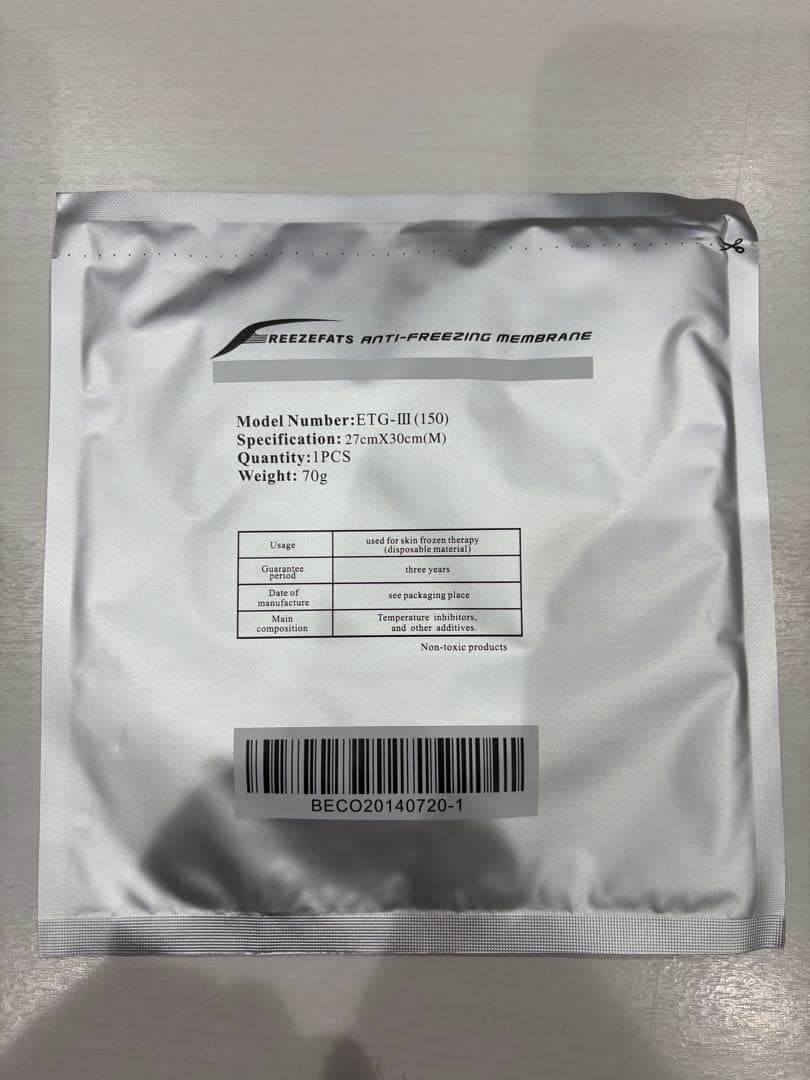 FREEZEFATS ANTI-FREEZING MEMBRANE
Model Number:ETG-III(150)
Specification: 27cmX30cm(M)
Quantity:1PCS
Weight: 70g
Usage
used for skin frozen therapy
(disposable material)
Guarantee
period
three years
Date of
manufacture
see packaging place
Main
composition
Temperature inhibitors,
and other additives.
Non-toxic products
BECO20140720-1